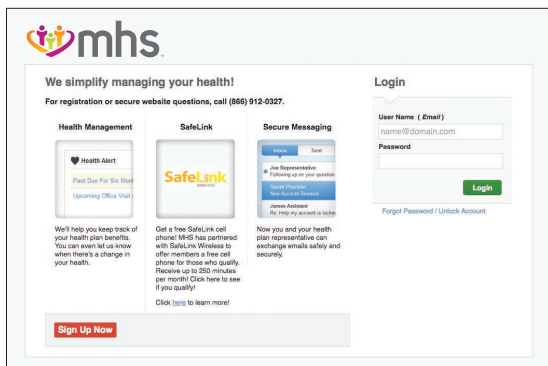 mhs
We simplify managing your health!
For registration or secure website questions, call (866) 912-0327.
Health Management
Health Alert
Past Due For Six Mont
Upcoming Office Visit
We'll help you keep track of
your health plan benefits.
You can even let us know
when there's a change in
your health.
SafeLink
SafeLink
WIRELESS
Get a free SafeLink cell
phone! MHS has partnered
with SafeLink Wireless to
offer members a free cell
phone for those who qualify.
Receive up to 250 minutes
per month! Click here to see
if you qualify!
Click here to learn more!
Secure Messaging
Inbox Sent
Joe Representative
Following up on your question
Sarah Provider
New Account Rewards
James Assistant
Re: Help my account is locked
Now you and your health
plan representative can
exchange emails safely and
securely.
Sign Up Now
Login
User Name ( Email )
name@domain.com
Password
Login
Forgot Password / Unlock Account